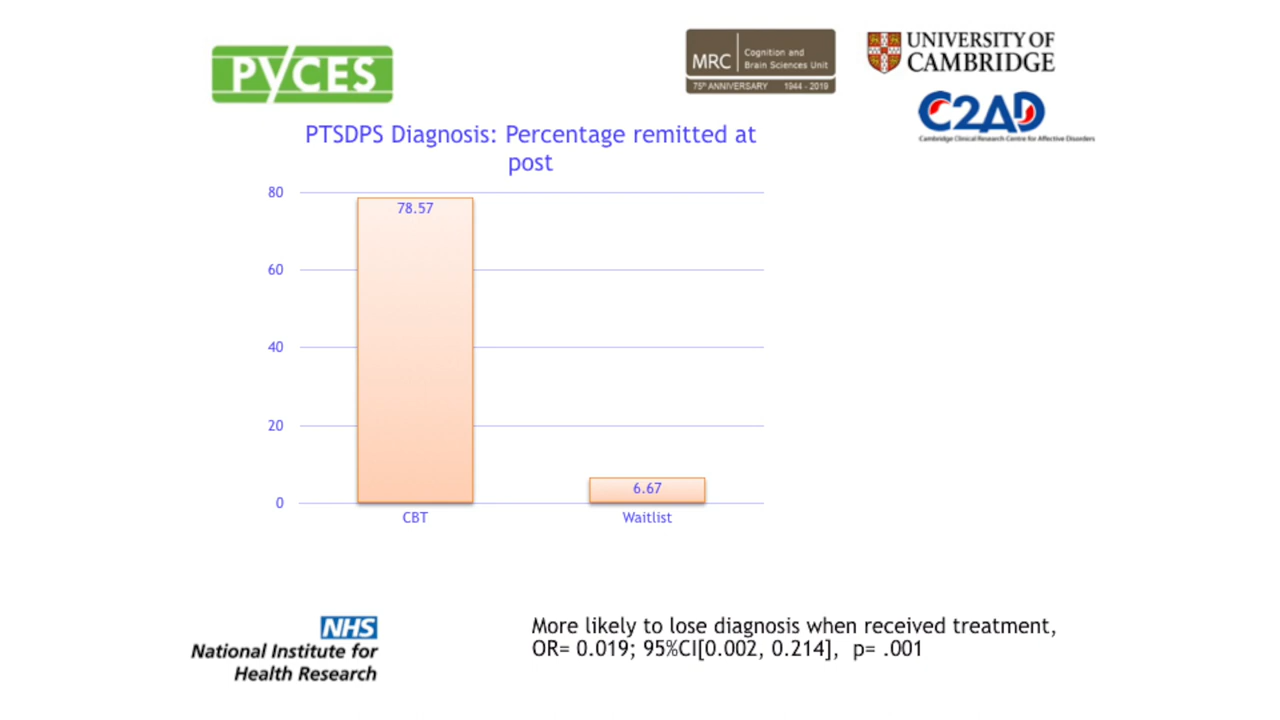 PYCES
MRC
Cognition and
Brain Sciences Unit
75th ANNIVERSARY 1944 - 2019
UNIVERSITY OF
CAMBRIDGE
C2AD
Cambridge Clinical Research Centre for Affective Disorders
PTSDPS Diagnosis: Percentage remitted at
post
80
78.57
60
40
20
6.67
0
CBT
Waitlist
NHS
National Institute for
Health Research
More likely to lose diagnosis when received treatment,
OR= 0.019; 95%CI[0.002, 0.214], p= .001